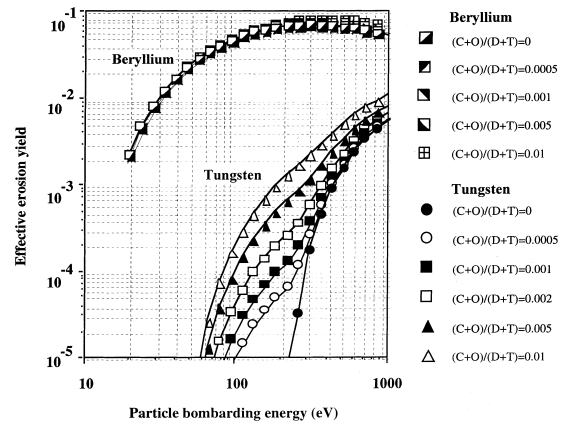 Effective erosion yield
10-1
10-2
10-3
10-4
10-5
Beryllium
Tungsten
10
100
1000
Particle bombarding energy (eV)
Beryllium
(C+O)/(D+T)=0
(C+O)/(D+T)=0.0005
(C+O)/(D+T)=0.001
(C+O)/(D+T)=0.005
(C+O)/(D+T)=0.01
Tungsten
(C+O)/(D+T)=0
(C+O)/(D+T)=0.0005
(C+O)/(D+T)=0.001
(C+O)/(D+T)=0.002
(C+O)/(D+T)=0.005
(C+O)/(D+T)=0.01